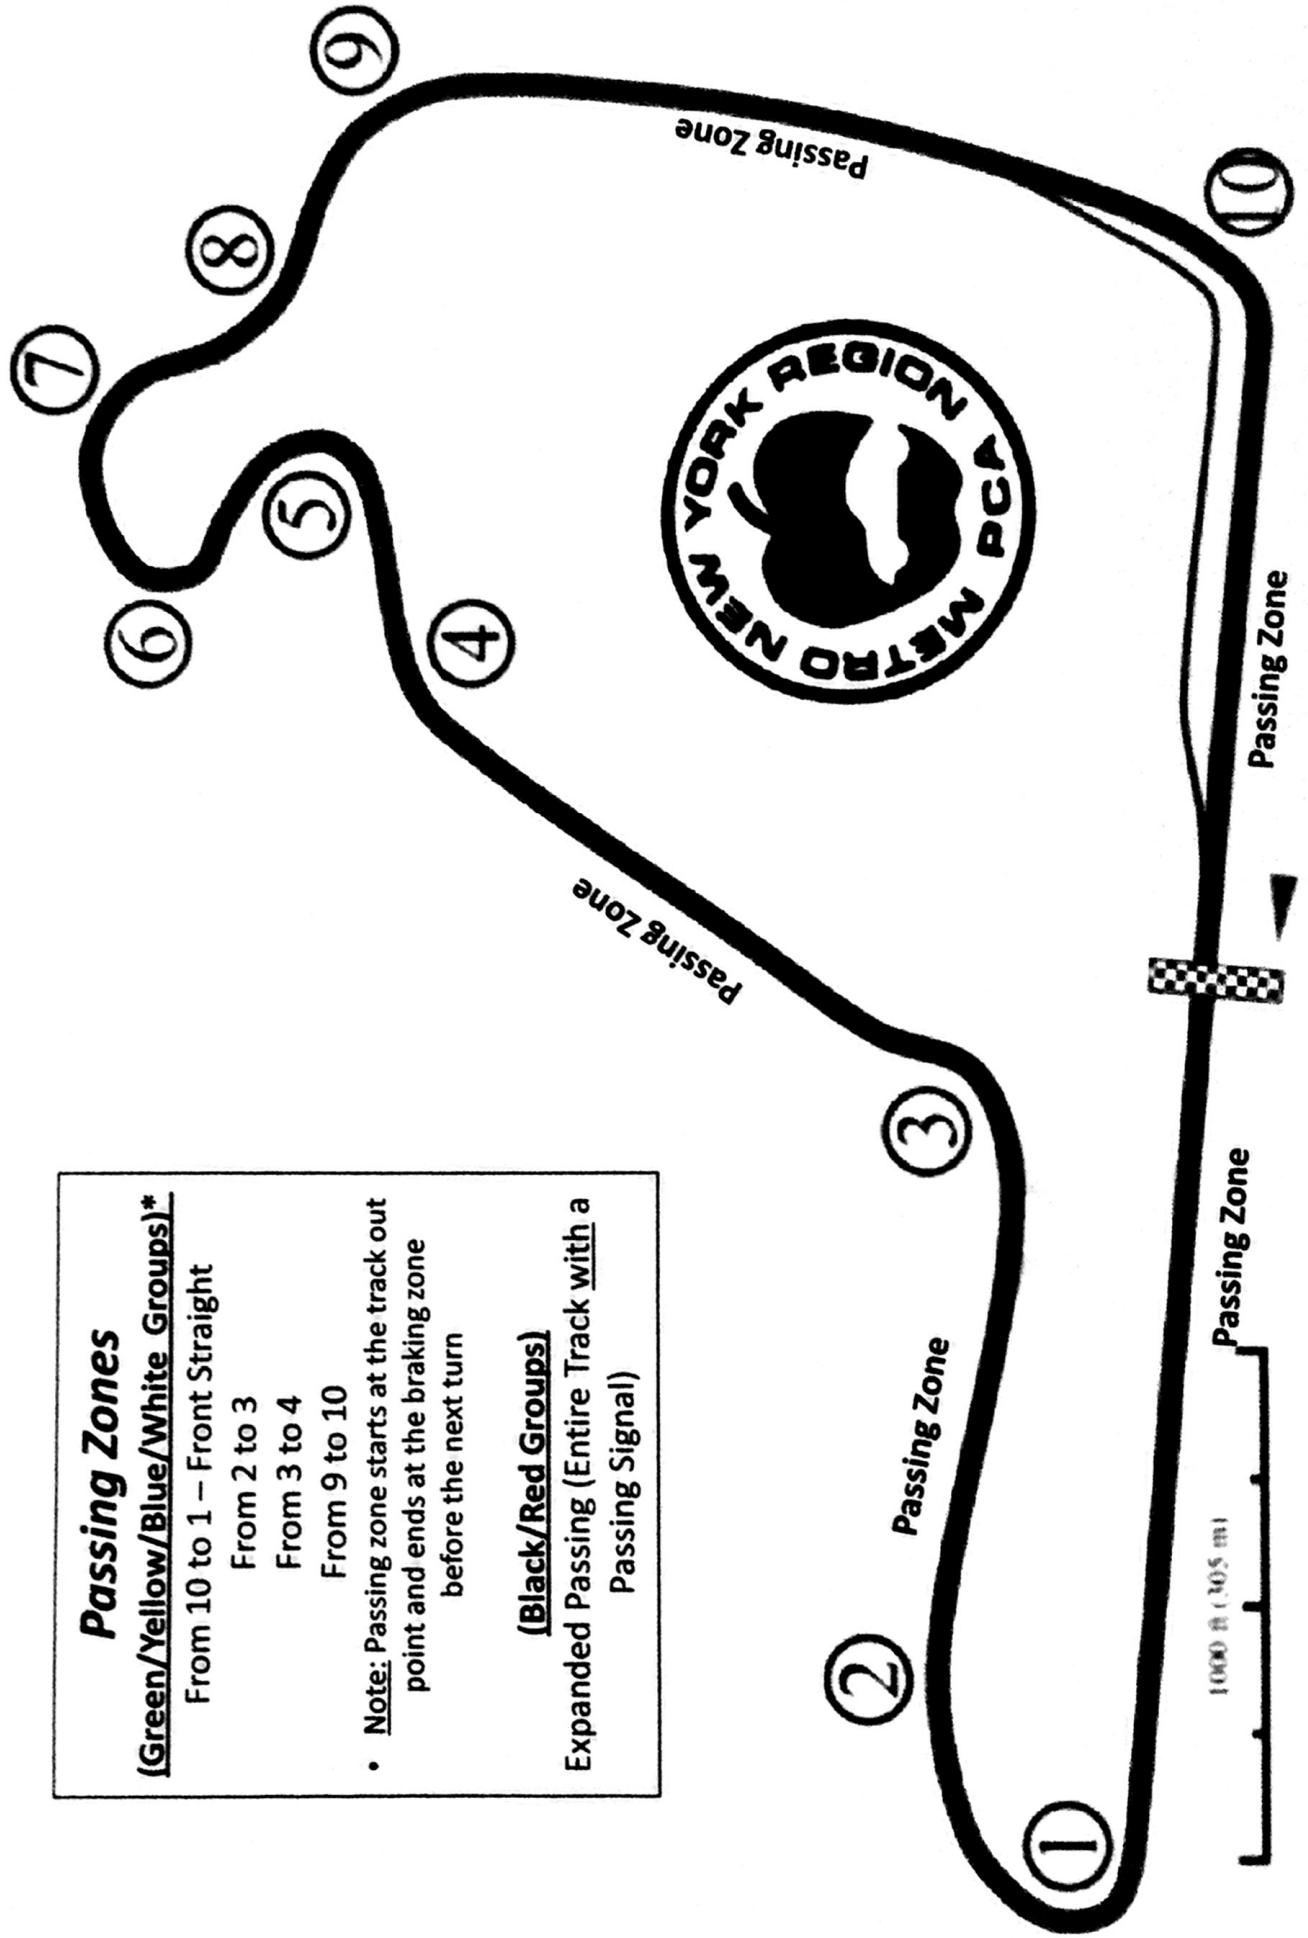 Passing Zones
(Green/Yellow/Blue/White Groups)*
From 10 to 1 – Front Straight
From 2 to 3
From 3 to 4
From 9 to 10
• Note: Passing zone starts at the track out
point and ends at the braking zone
before the next turn
(Black/Red Groups)
Expanded Passing (Entire Track with a
Passing Signal)
7
6
8
9
5
4
Passing Zone
Passing Zone
3
METRO NEW YORK REGION PCA
2
Passing Zone
1
10
Passing Zone
Passing Zone
1000 ft (305 m)